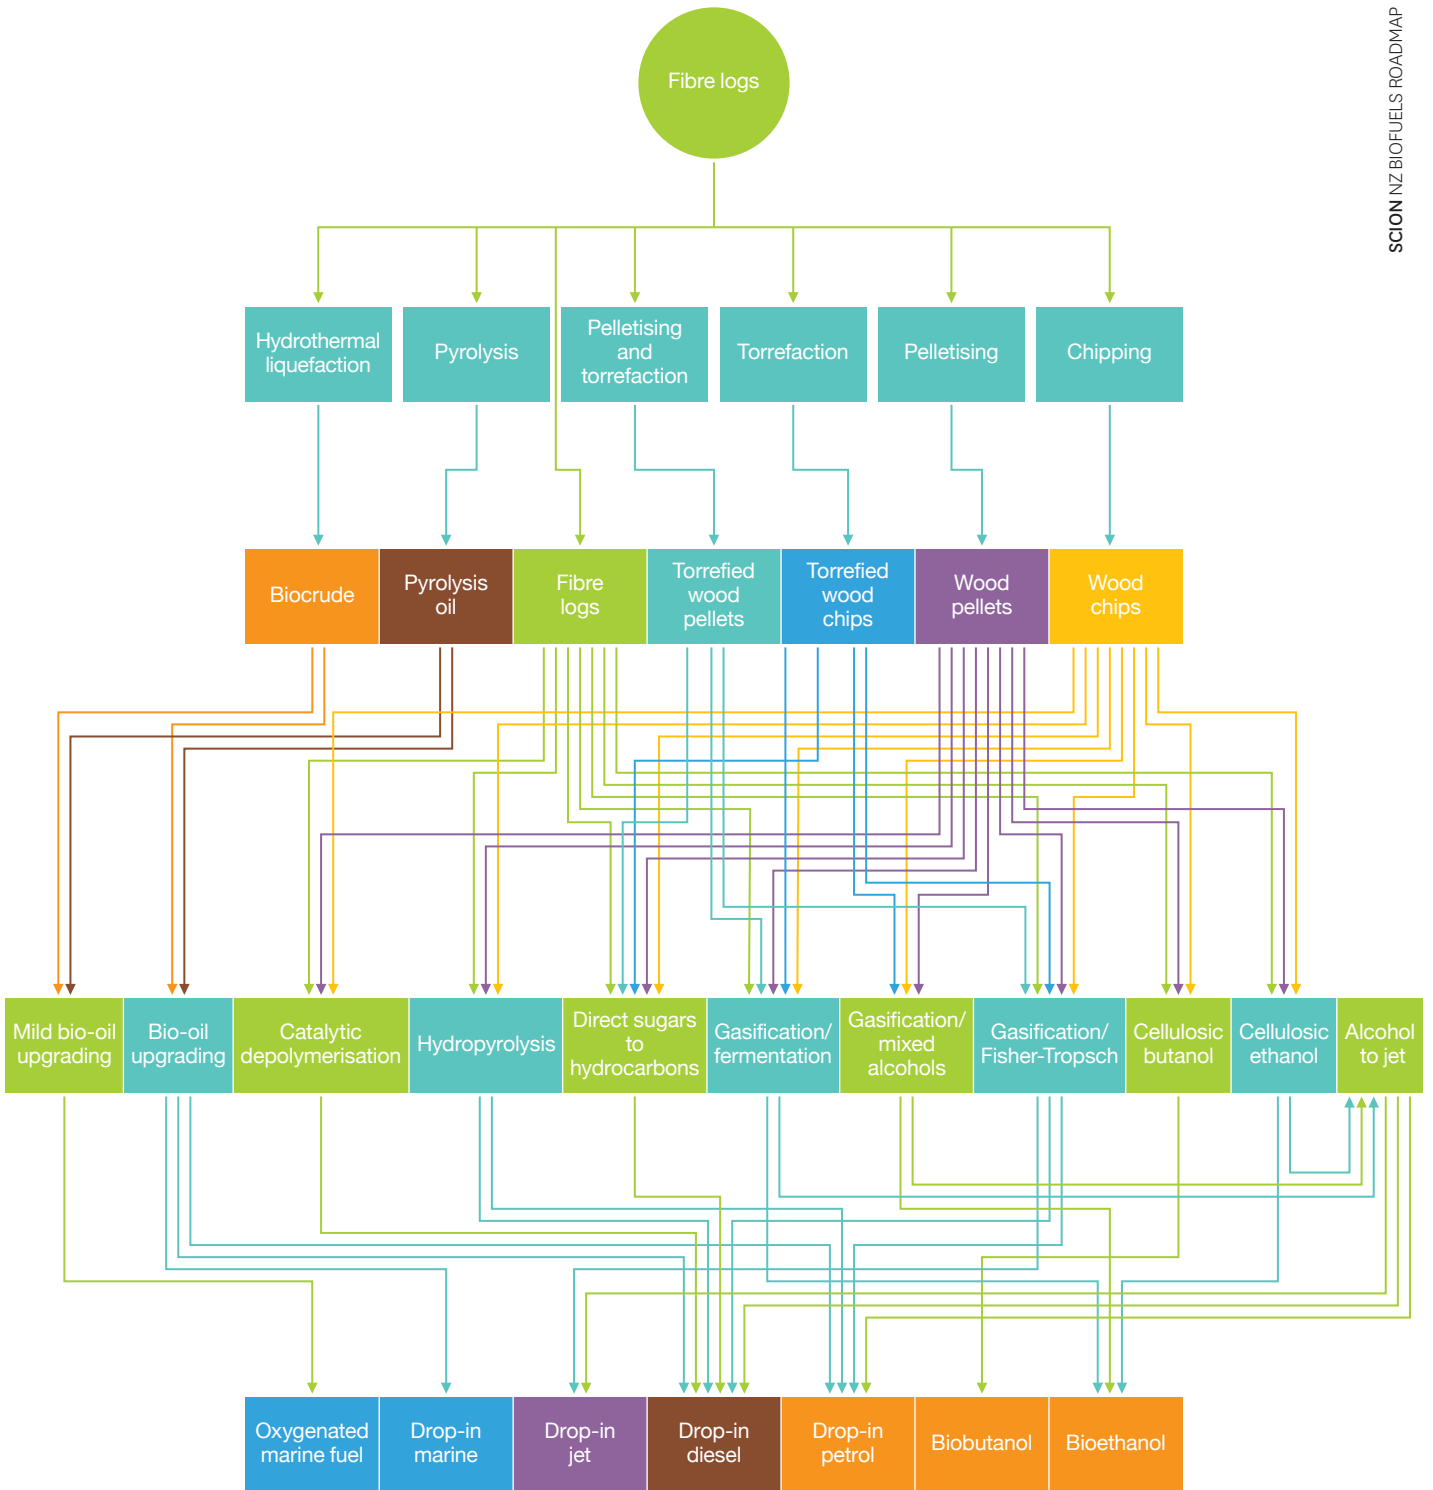 SCION NZ BIOFUELS ROADMAP
Fibre logs
Hydrothermal
liquefaction
Pyrolysis
Pelletising
and
torrefaction
Torrefaction
Pelletising
Chipping
Biocrude
Pyrolysis
oil
Fibre
logs
Torrefied
wood
pellets
Torrefied
wood
chips
Wood
pellets
Wood
chips
Mild bio-oil
upgrading
Bio-oil
upgrading
Catalytic
depolymerisation
Hydropyrolysis
Direct sugars
to
hydrocarbons
Gasification/
fermentation
Gasification/
mixed
alcohols
Gasification/
Fisher-Tropsch
Cellulosic
butanol
Cellulosic
ethanol
Alcohol
to jet
Oxygenated
marine fuel
Drop-in
marine
Drop-in
jet
Drop-in
diesel
Drop-in
petrol
Biobutanol
Bioethanol